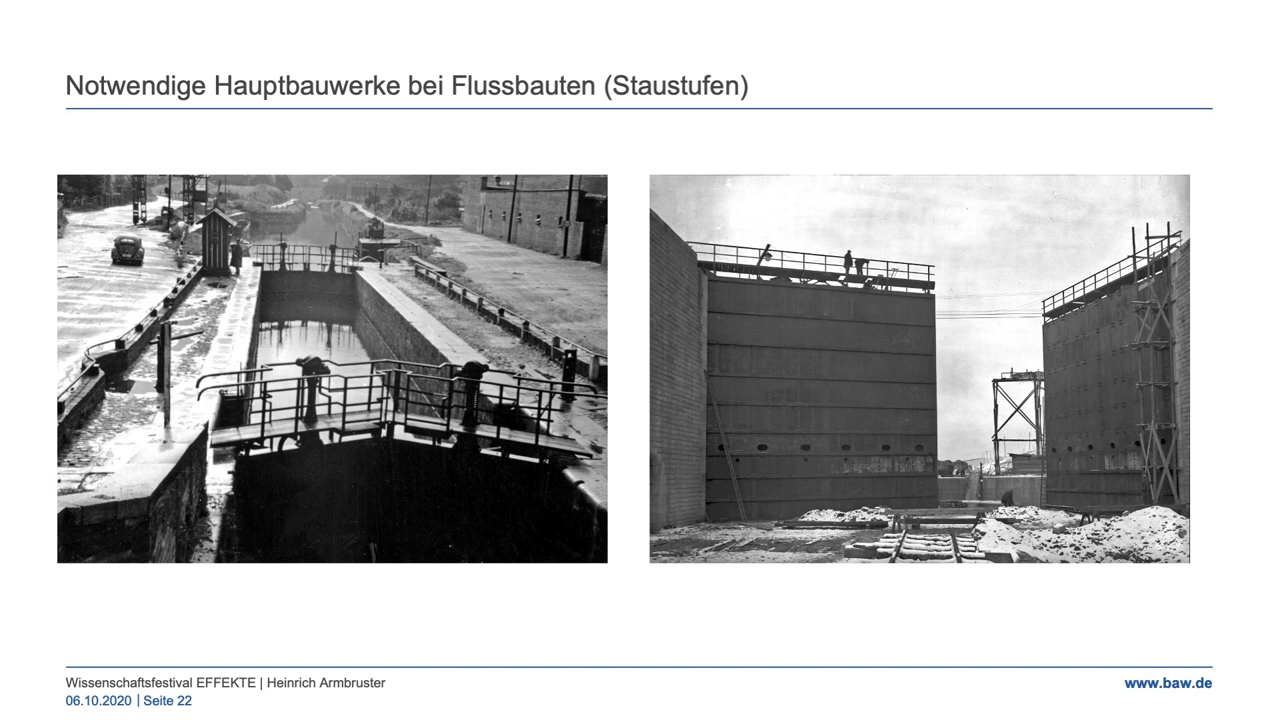 Notwendige Hauptbauwerke bei Flussbauten (Staustufen)
Wissenschaftsfestival EFFEKTE | Heinrich Armbruster
www.baw.de
06.10.2020 | Seite 22